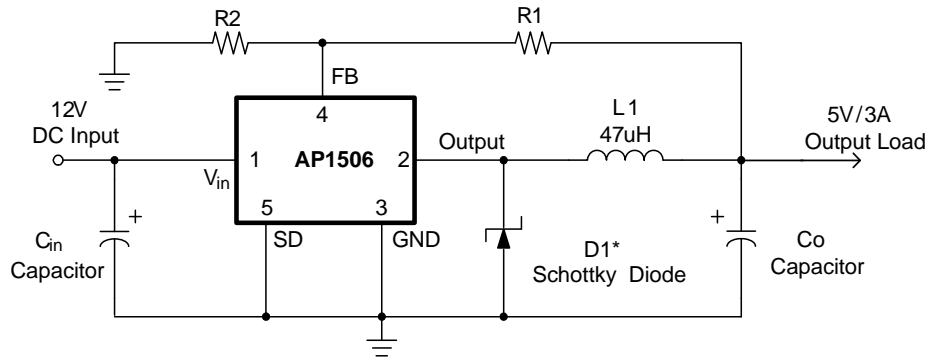 R2
R1
FB
12V
DC Input
4
L1
47uH
5V/3A
Output Load
Output
1
AP1506
2
Vin
5
3
SD
GND
Cin
Capacitor
D1*
Schottky Diode
Co
Capacitor
+
+